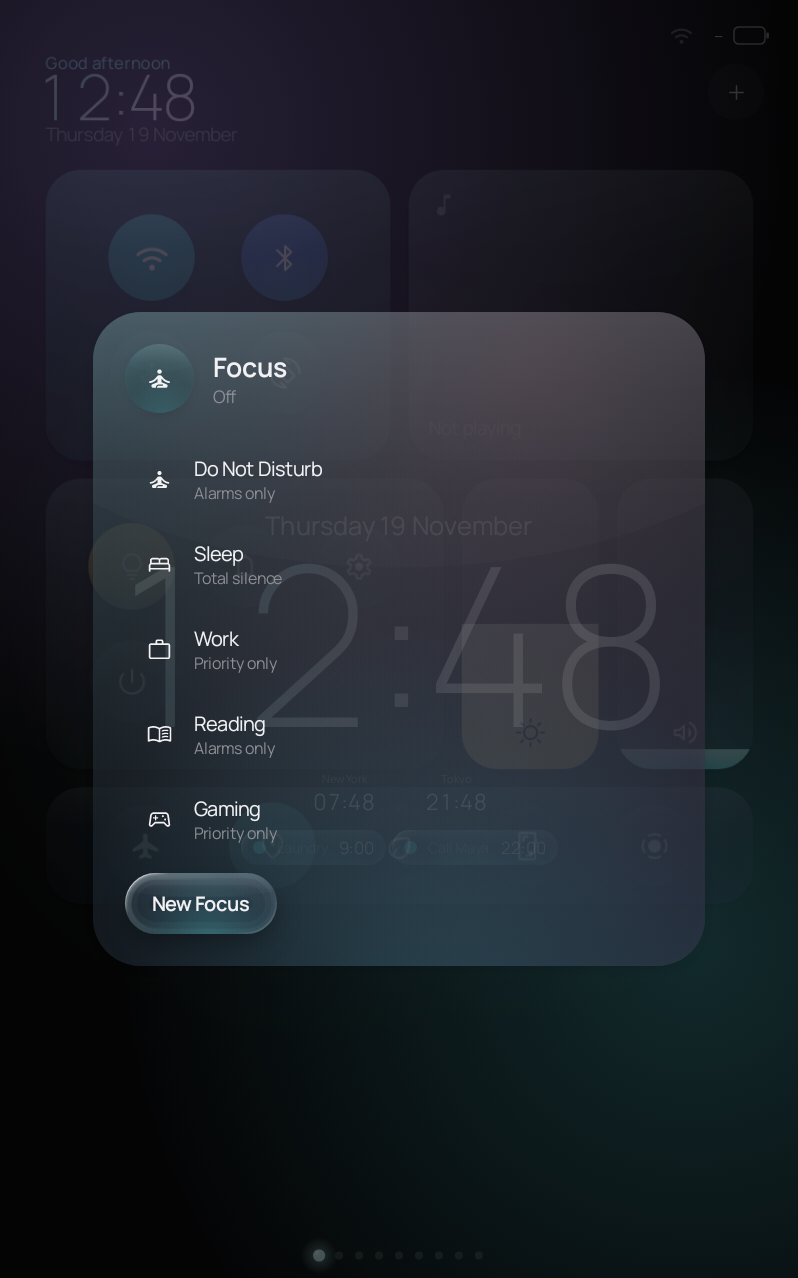 Good afternoon
12:48
Thursday 19 November
Focus
Off
Not playing
Do Not Disturb
Alarms only
Thursday 19 November
Sleep
Total silence
12:48
Work
Priority only
Reading
Alarms only
New York
Tokyo
07:48
21:48
Gaming
Priority only
9:00
22:00
New Focus